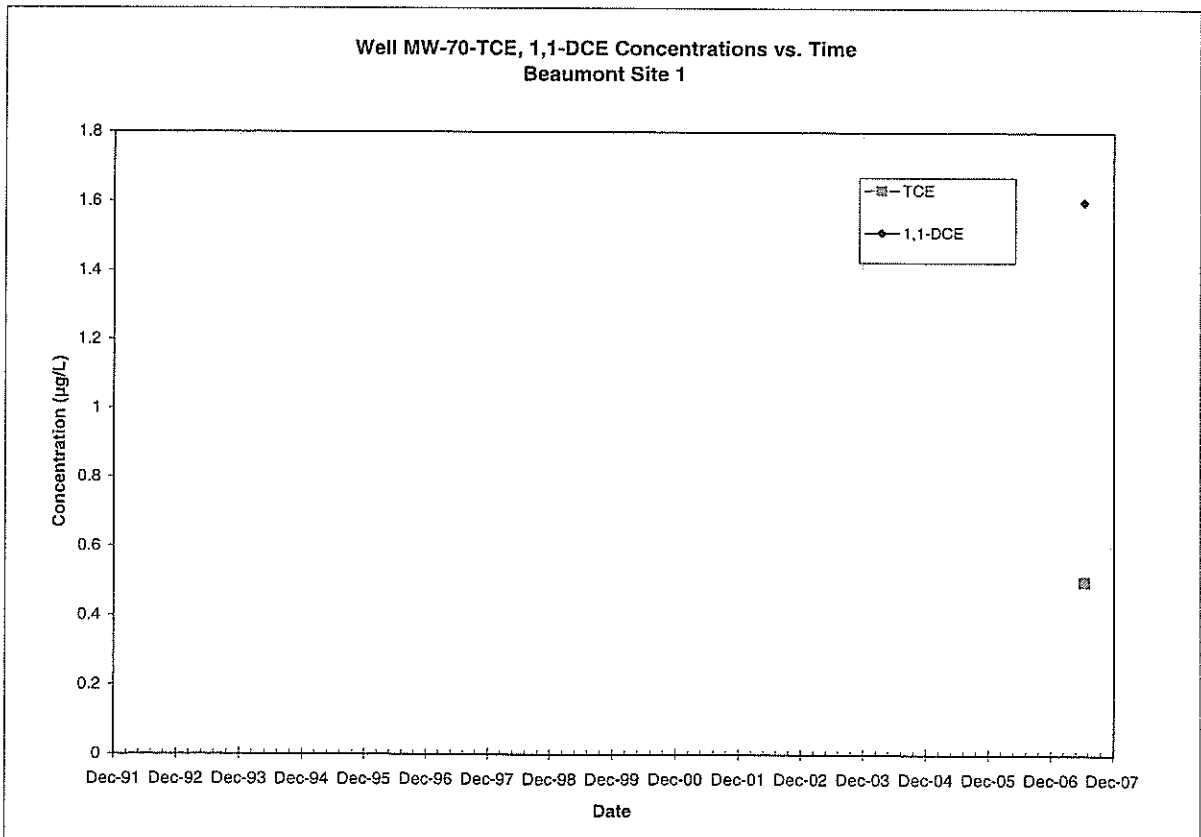 Well MW-70-TCE, 1,1-DCE Concentrations vs. Time
Beaumont Site 1
1.8
1.6
1.4
1.2
1
0.8
0.6
0.4
0.2
0
Concentration (µg/L)
TCE
1,1-DCE
Dec-91 Dec-92 Dec-93 Dec-94 Dec-95 Dec-96 Dec-97 Dec-98 Dec-99 Dec-00 Dec-01 Dec-02 Dec-03 Dec-04 Dec-05 Dec-06 Dec-07
Date